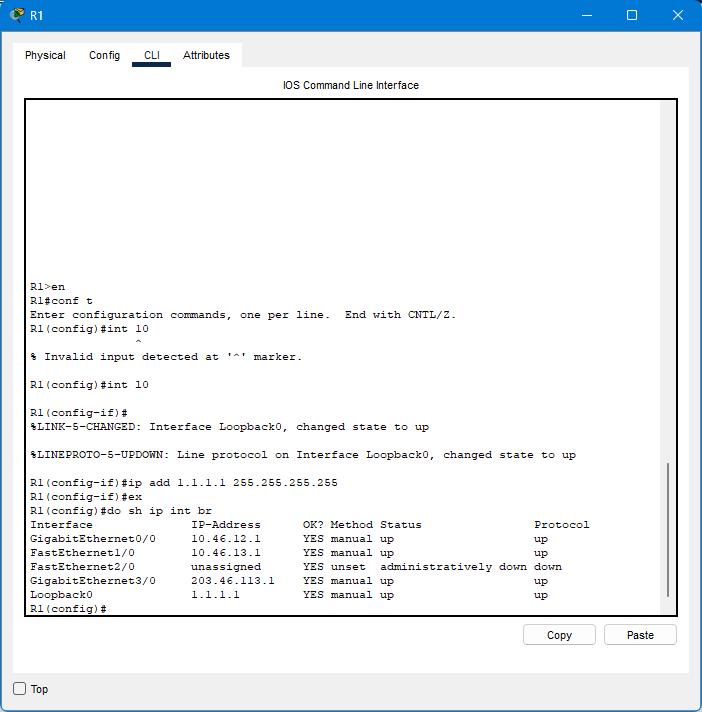 R1
Physical Config CLI Attributes
IOS Command Line Interface
R1>en
R1#conf t
Enter configuration commands, one per line.  End with CNTL/Z.
R1(config)#int 10
^
% Invalid input detected at '^' marker.
R1(config)#int l0
R1(config-if)#
%LINK-5-CHANGED: Interface Loopback0, changed state to up
%LINEPROTO-5-UPDOWN: Line protocol on Interface Loopback0, changed state to up
R1(config-if)#ip add 1.1.1.1 255.255.255.255
R1(config-if)#ex
R1(config)#do sh ip int br
Interface IP-Address OK? Method Status Protocol
GigabitEthernet0/0 10.46.12.1 YES manual up up
FastEthernet1/0 10.46.13.1 YES manual up up
FastEthernet2/0 unassigned YES unset administratively down down
GigabitEthernet3/0 203.46.113.1 YES manual up up
Loopback0 1.1.1.1 YES manual up up
R1(config)#
Copy Paste
Top